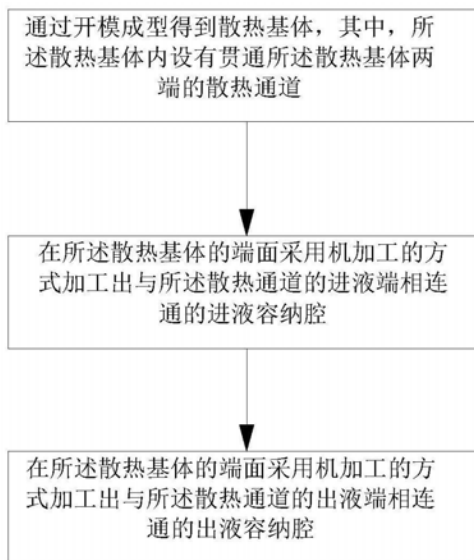 通过开模成型得到散热基体，其中，所
述散热基体内设有贯通所述散热基体两
端的散热通道
在所述散热基体的端面采用机加工的方
式加工出与所述散热通道的进液端相连
通的进液容纳腔
在所述散热基体的端面采用机加工的方
式加工出与所述散热通道的出液端相连
通的出液容纳腔